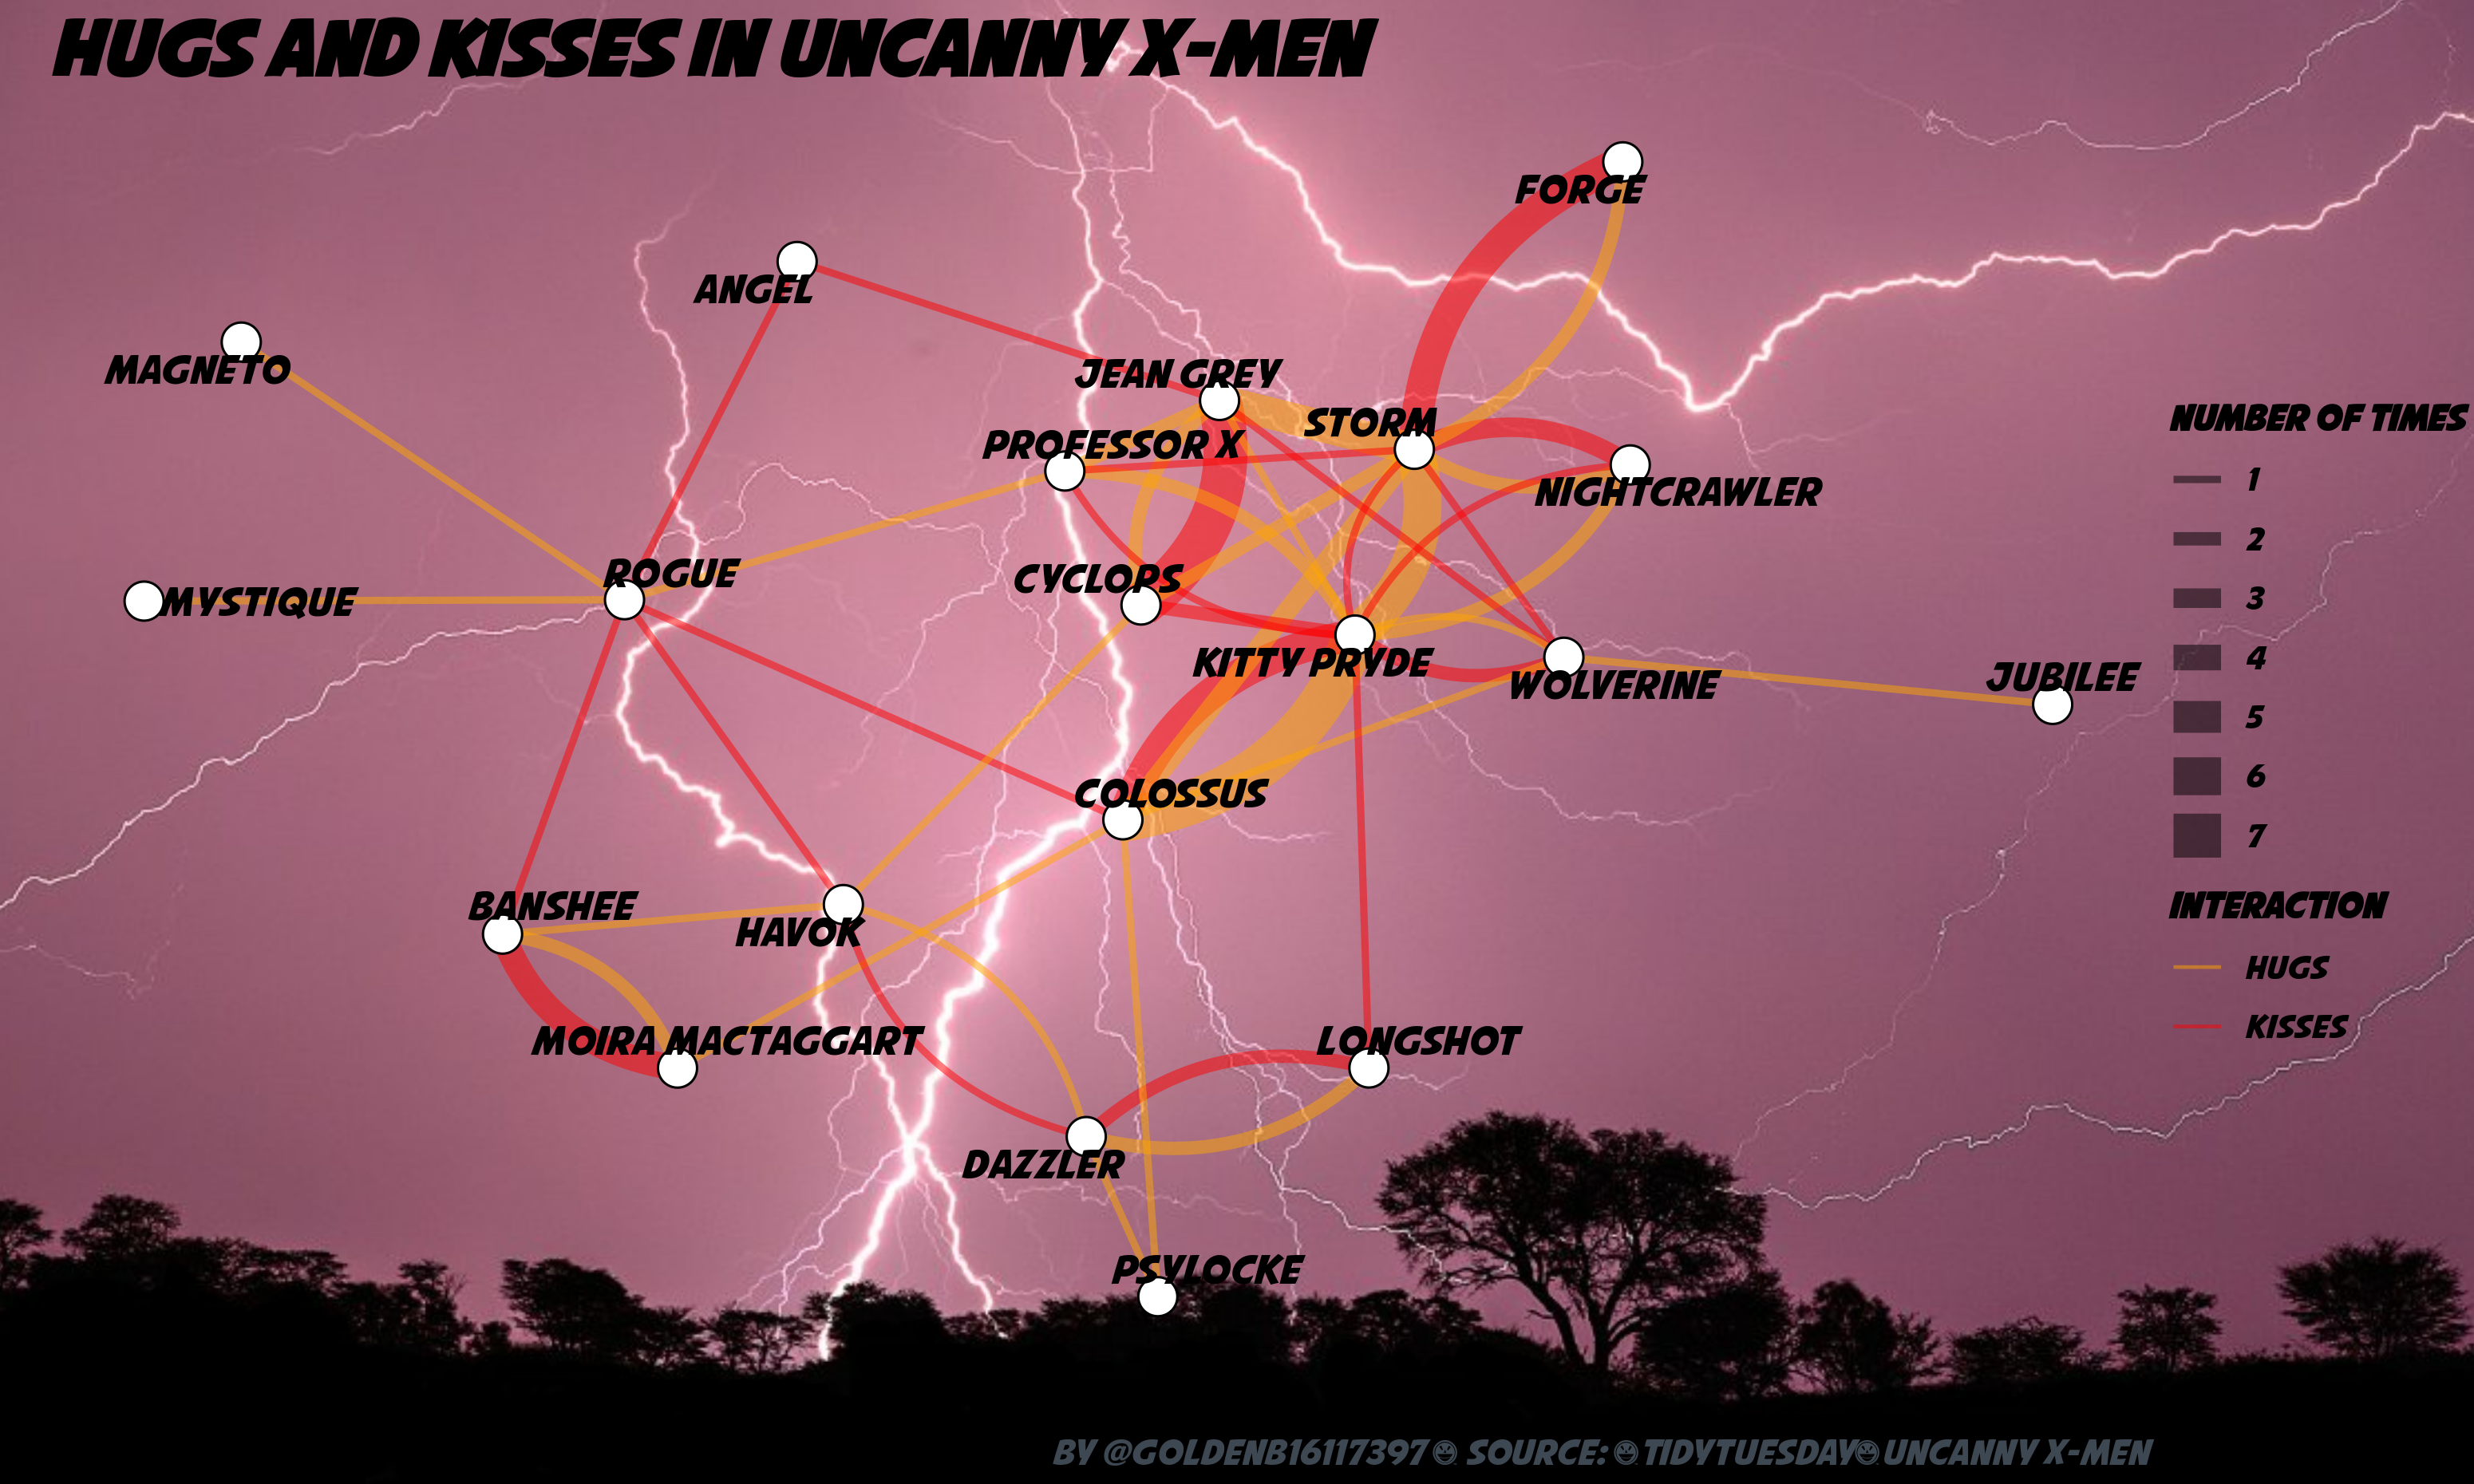 HUGS AND KISSES IN UNCANNY X-MEN
FORGE
ANGEL
MAGNETO
JEAN GREY
STORM
PROFESSOR X
NIGHTCRAWLER
ROGUE
CYCLOPS
MYSTIQUE
KITTY PRYDE
WOLVERINE
JUBILEE
COLOSSUS
BANSHEE
HAVOK
MOIRA MACTAGGART
LONGSHOT
DAZZLER
PSYLOCKE
NUMBER OF TIMES
1
2
3
4
5
6
7
INTERACTION
HUGS
KISSES
BY @GOLDENB16117397 SOURCE: TIDYTUESDAY UNCANNY X-MEN